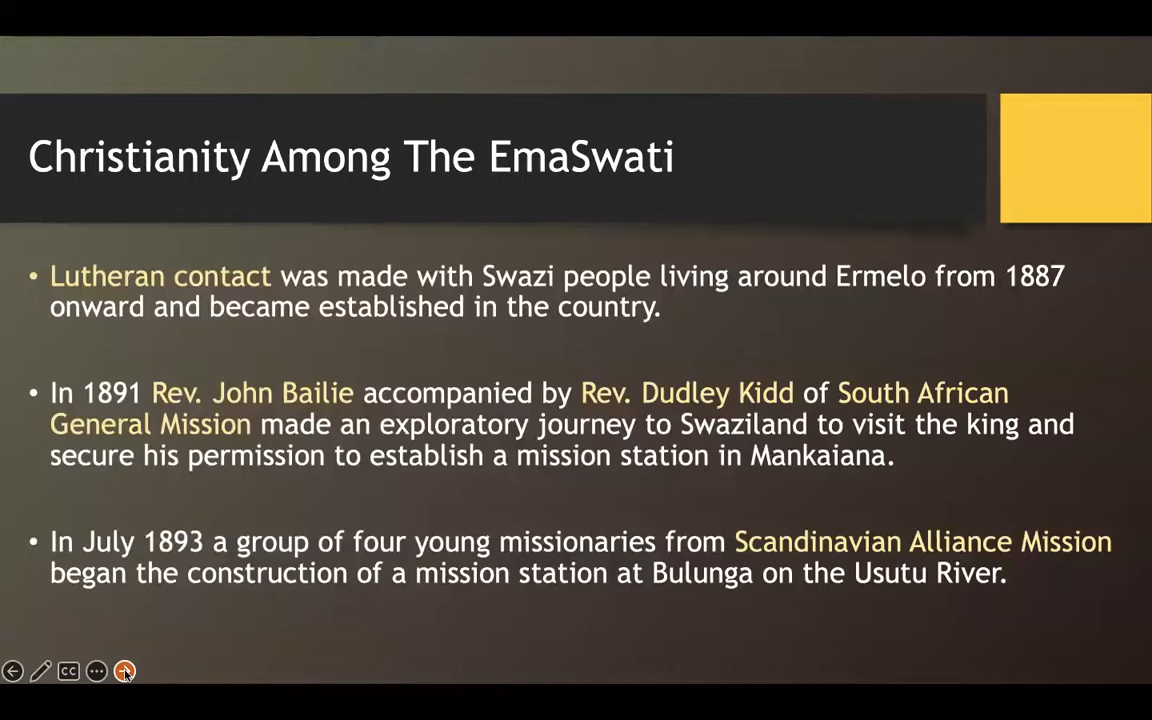 Christianity Among The EmaSwati
• Lutheran contact was made with Swazi people living around Ermelo from 1887
onward and became established in the country.
• In 1891 Rev. John Bailie accompanied by Rev. Dudley Kidd of South African
General Mission made an exploratory journey to Swaziland to visit the king and
secure his permission to establish a mission station in Mankaiana.
• In July 1893 a group of four young missionaries from Scandinavian Alliance Mission
began the construction of a mission station at Bulunga on the Usutu River.
CC